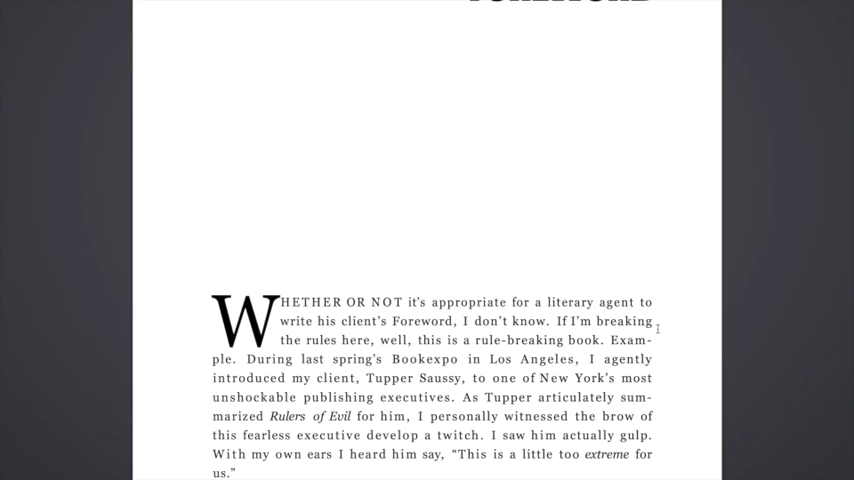 FOREWORD
WHETHER OR NOT it's appropriate for a literary agent to
write his client's Foreword, I don't know. If I'm breaking
the rules here, well, this is a rule-breaking book. Exam-
ple. During last spring's Bookexpo in Los Angeles, I agently
introduced my client, Tupper Saussy, to one of New York's most
unshockable publishing executives. As Tupper articulately sum-
marized Rulers of Evil for him, I personally witnessed the brow of
this fearless executive develop a twitch. I saw him actually gulp.
With my own ears I heard him say, “This is a little too extreme for
us.”